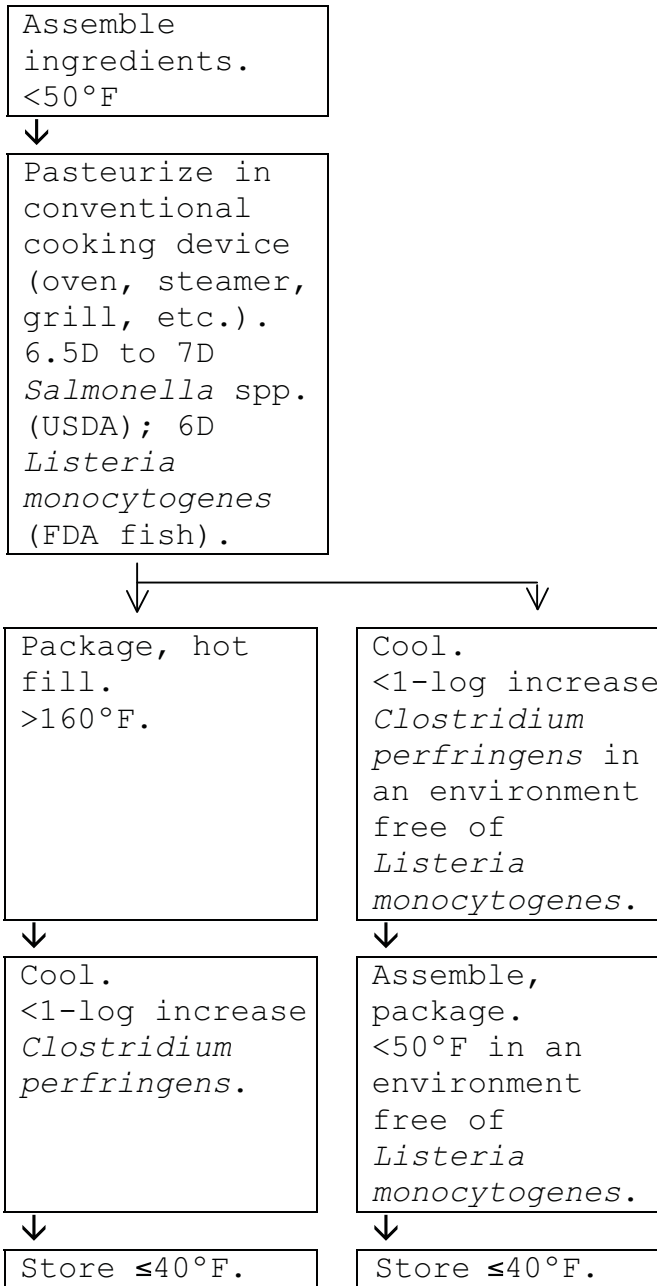 Assemble
ingredients.
<50°F
Pasteurize in
conventional
cooking device
(oven, steamer,
grill, etc.).
6.5D to 7D
Salmonella spp.
(USDA); 6D
Listeria
monocytogenes
(FDA fish).
Package, hot
fill.
>160°F.
Cool.
<1-log increase
Clostridium
perfringens.
Store ≤40°F.
Cool.
<1-log increase
Clostridium
perfringens in
an environment
free of
Listeria
monocytogenes.
Assemble,
package.
<50°F in an
environment
free of
Listeria
monocytogenes.
Store ≤40°F.